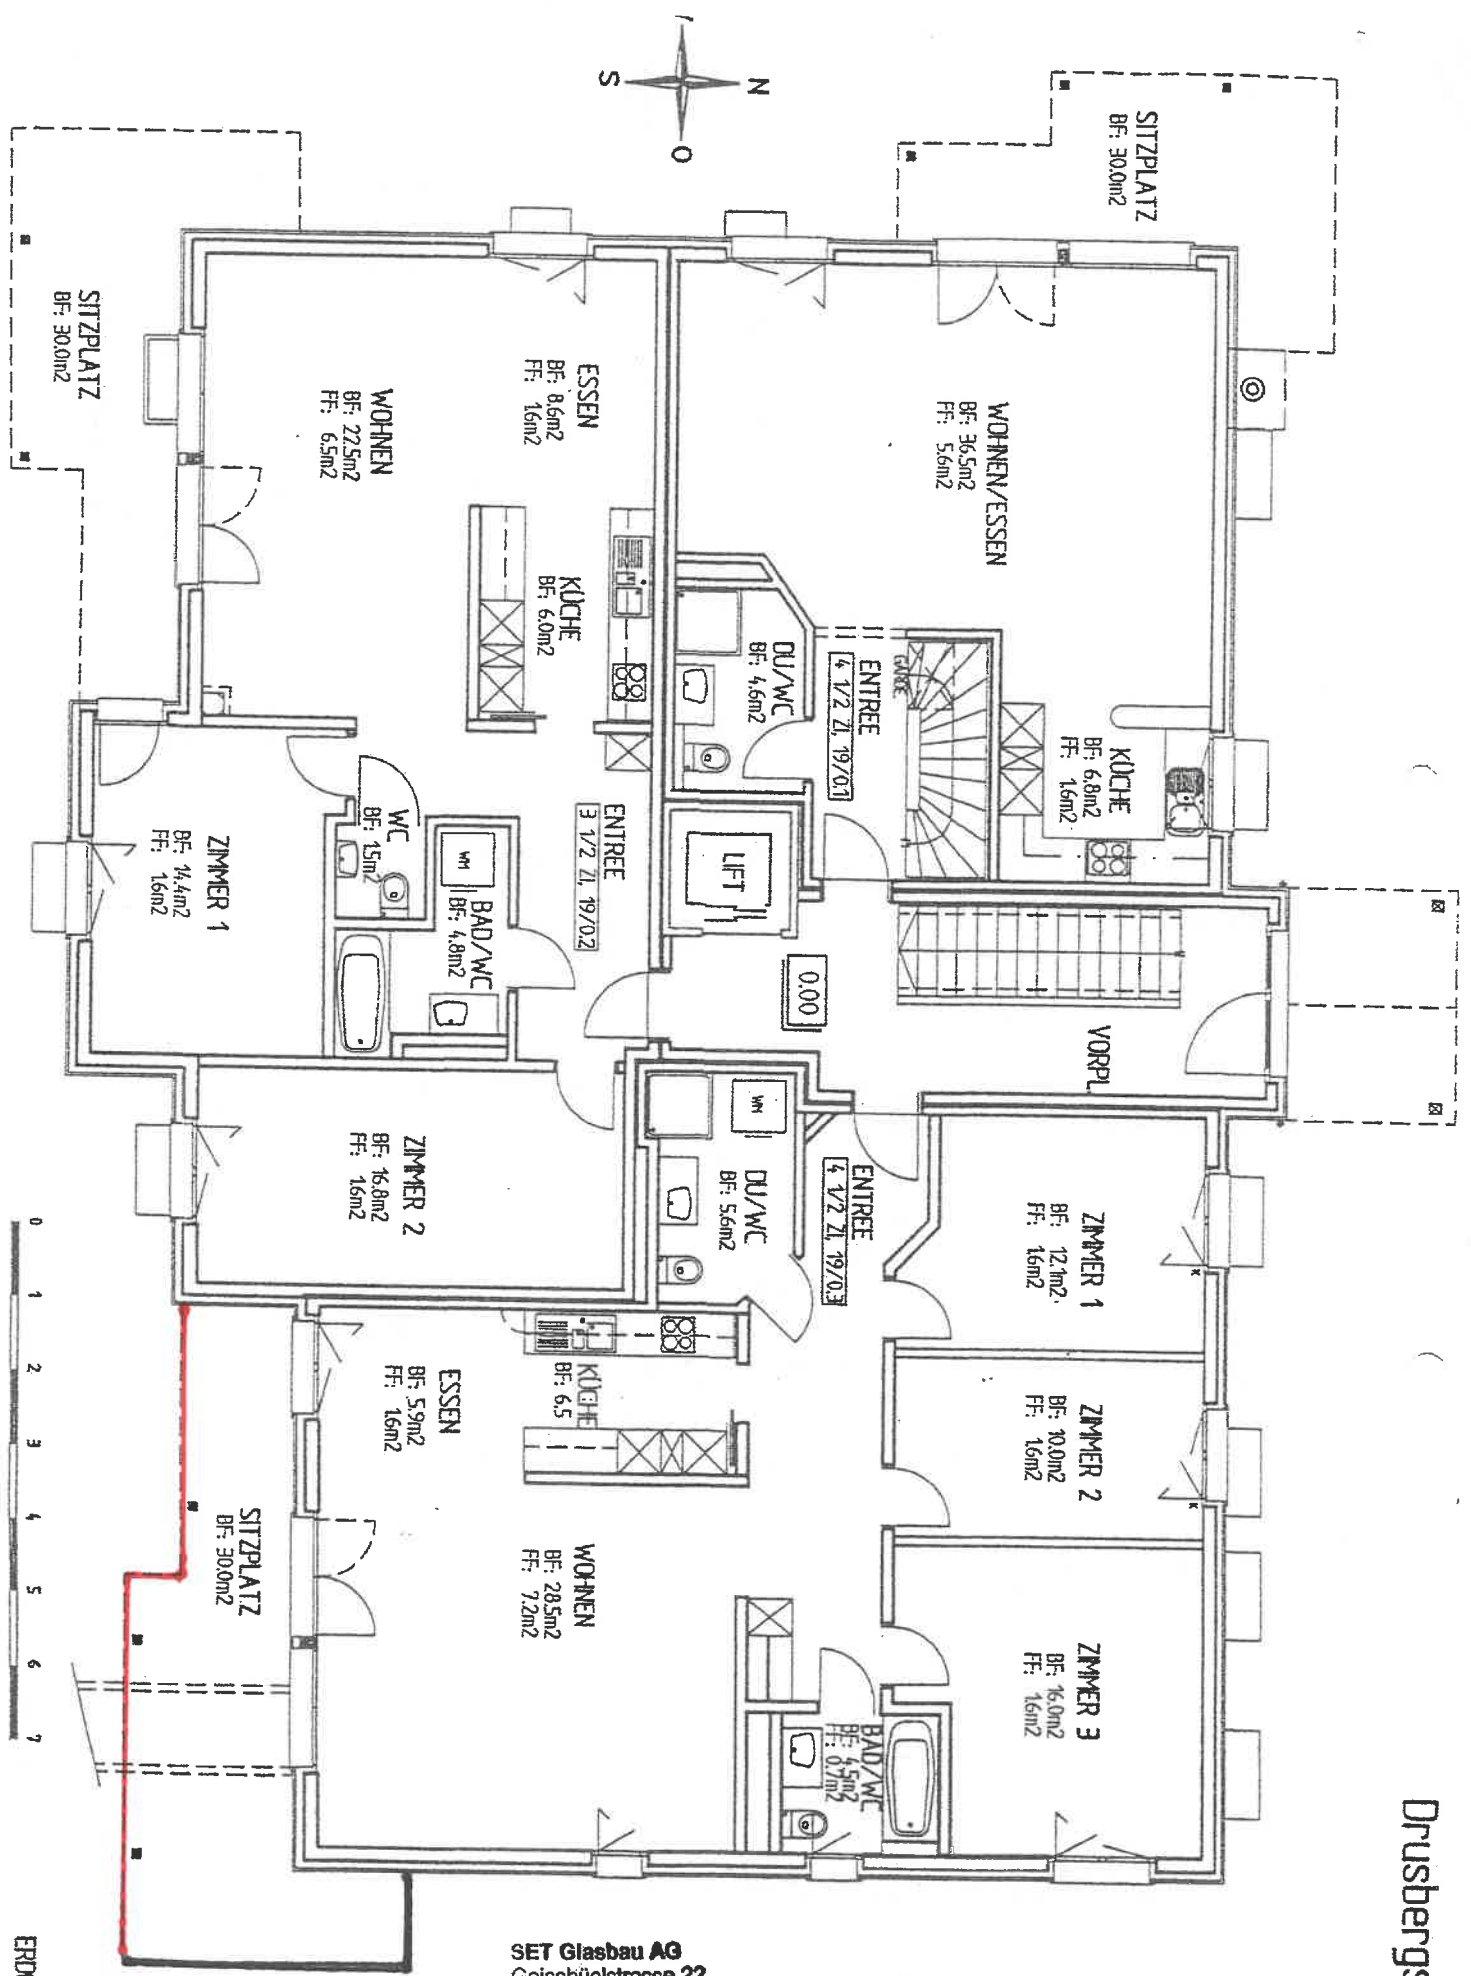 Drusbergs
N
S
O
SITZPLATZ
BF: 30.0m2
WOHNEN/ESSEN
BF: 36.5m2
FF: 5.6m2
KÜCHE
BF: 6.8m2
FF: 1.6m2
ENTREE
4 1/2 ZI, 19/0.1
GARDE
DU/WC
BF: 4.6m2
LIFT
0.00
VORPL
ESSEN
BF: 8.6m2
FF: 1.6m2
WOHNEN
BF: 22.5m2
FF: 6.5m2
KÜCHE
BF: 6.0m2
SITZPLATZ
BF: 30.0m2
ENTREE
3 1/2 ZI, 19/0.2
WC
BF: 1.5m2
WM
BAD/WC
BF: 4.8m2
ZIMMER 1
BF: 14.4m2
FF: 1.6m2
ZIMMER 2
BF: 16.8m2
FF: 1.6m2
WM
DU/WC
BF: 5.6m2
ENTREE
4 1/2 ZI, 19/0.3
ZIMMER 1
BF: 12.1m2
FF: 1.6m2
K
ZIMMER 2
BF: 10.0m2
FF: 1.6m2
K
ZIMMER 3
BF: 16.0m2
FF: 1.6m2
BAD/WC
BF: 4.5m2
FF: 0.7m2
KÜCHE
BF: 6.5
ESSEN
BF: 5.9m2
FF: 1.6m2
WOHNEN
BF: 28.5m2
FF: 7.2m2
SITZPLATZ
BF: 30.0m2
0 1 2 3 4 5 6 7
SET Glasbau AG